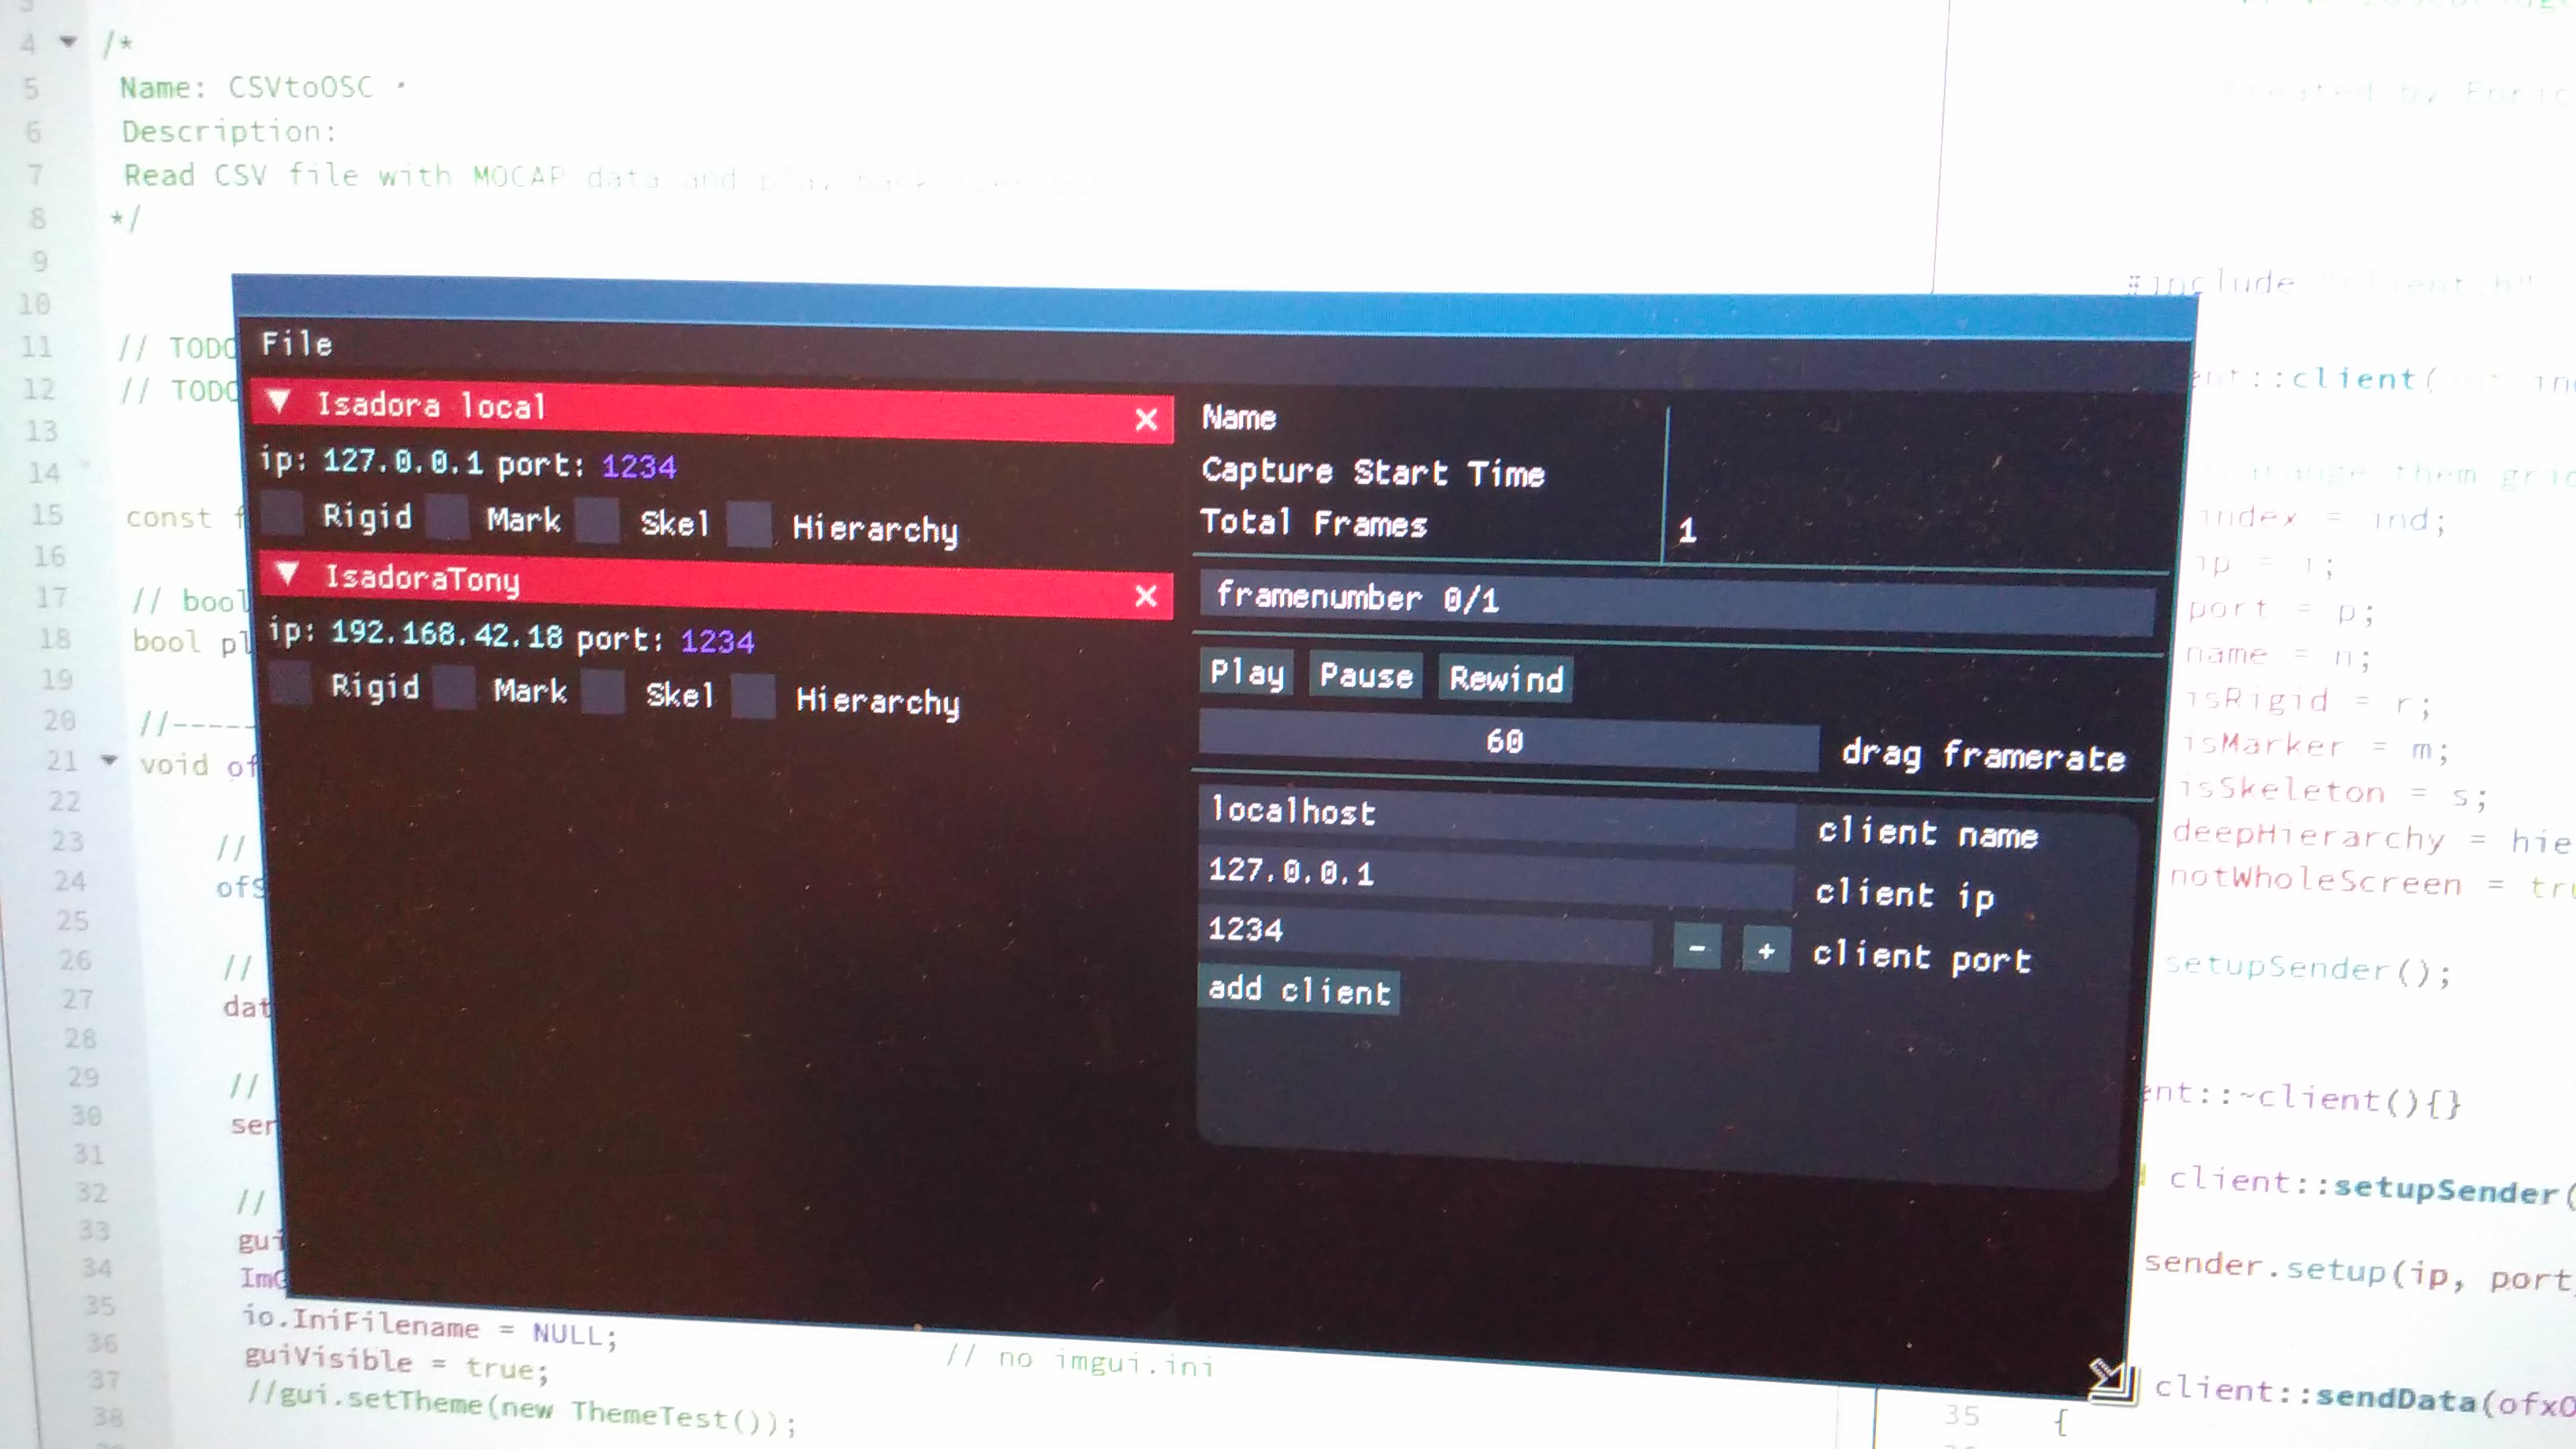 4 /*
5 Name: CSVtoOSC
6 Description:
7 Read CSV file with MOCAP data and
8 */
9
10
11 // TODO
12 // TODO
13
14
15 const f
16
17 // bool
18 bool pl
19
20 //-----
21 void of
22
23 //
24 ofS
25
26 //
27 dat
28
29 //
30 ser
31
32 //
33 gui
34 ImG
35 io.IniFilename = NULL; // no imgui.ini
36 guiVisible = true;
37 //gui.setTheme(new ThemeTest());
38
File
Isadora local
ip: 127.0.0.1 port: 1234
Rigid Mark Skel Hierarchy
IsadoraTony
ip: 192.168.42.18 port: 1234
Rigid Mark Skel Hierarchy
Name
Capture Start Time
Total Frames 1
framenumber 0/1
Play Pause Rewind
60 drag framerate
localhost client name
127.0.0.1 client ip
1234 - + client port
add client
Created by Enric
#include "client.h"
ent::client( ind
arange them grid
index = ind;
ip = i;
port = p;
name = n;
isRigid = r;
isMarker = m;
isSkeleton = s;
deepHierarchy = hie
notWholeScreen = tru
setupSender();
ent::~client(){}
client::setupSender(
sender.setup(ip, port
client::sendData(ofxO
35 {